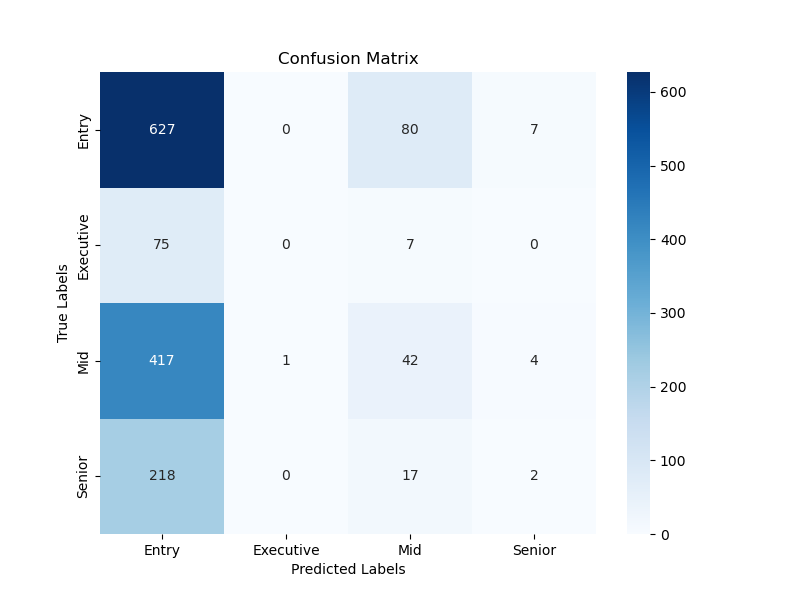 Confusion Matrix
Entry 627 0 80 7
Executive 75 0 7 0
Mid 417 1 42 4
Senior 218 0 17 2
Entry Executive Mid Senior
Predicted Labels
True Labels
600
500
400
300
200
100
0